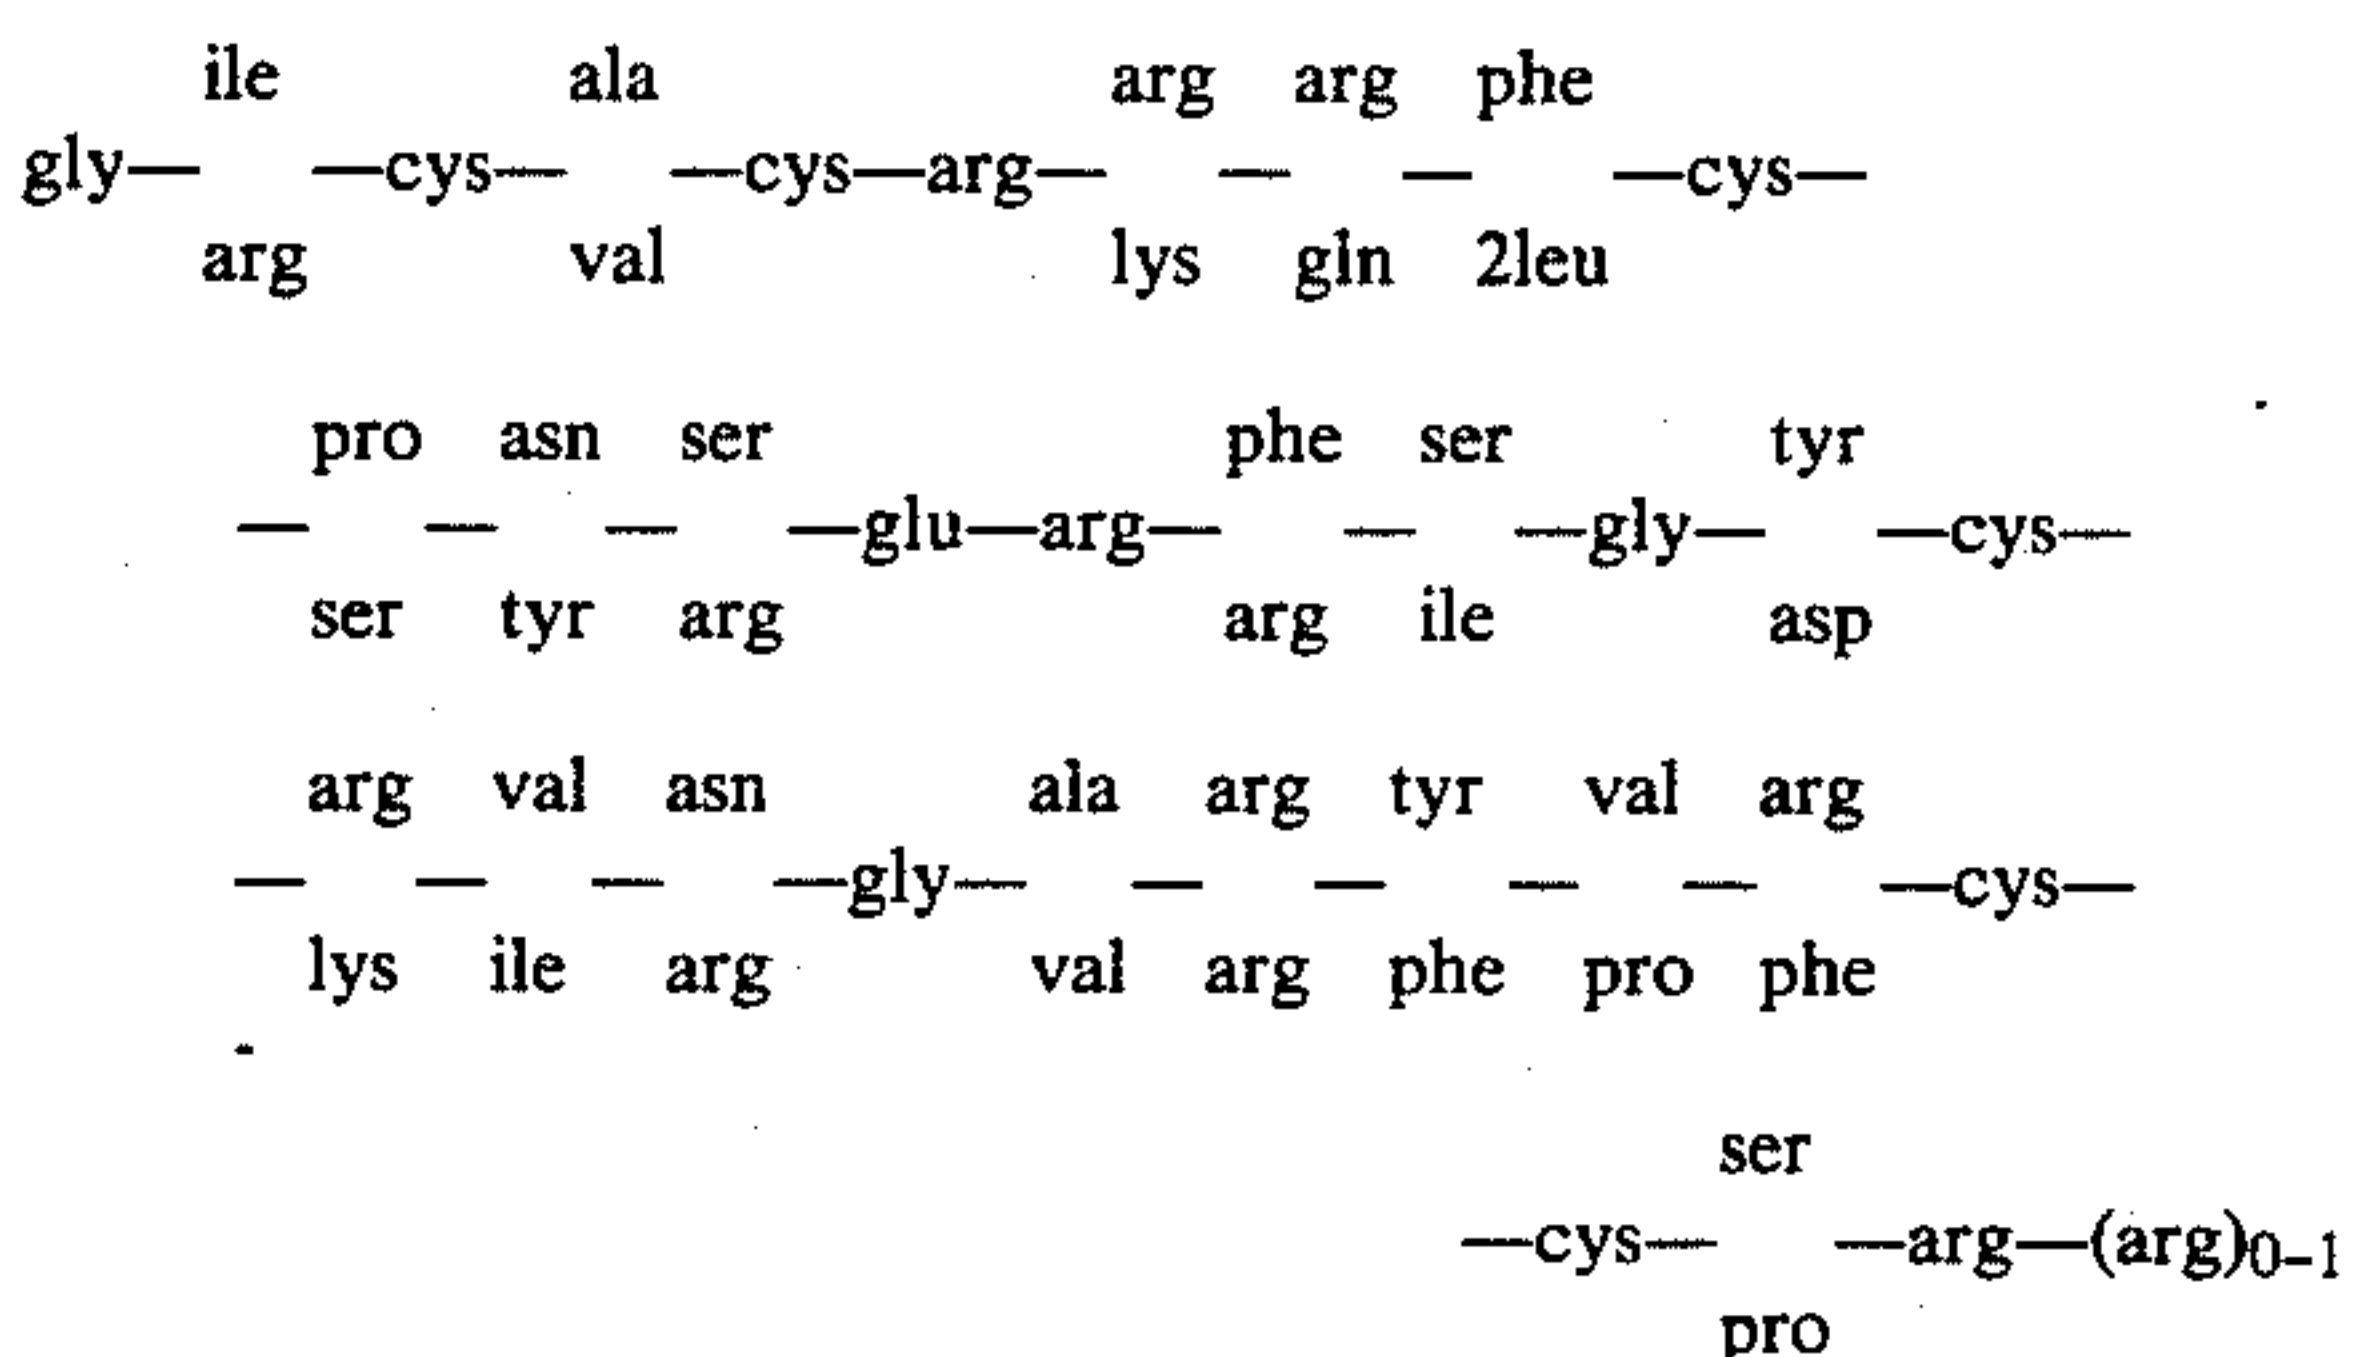 ile ala arg arg phe
gly— —cys— —cys—arg— — — —cys—
arg val lys gln 2leu
pro asn ser phe ser tyr
— — — —glu—arg— — —gly— —cys—
ser tyr arg arg ile asp
arg val asn ala arg tyr val arg
— — — —gly— — — — — —cys—
lys ile arg val arg phe pro phe
ser
—cys— —arg—(arg)0–1
pro